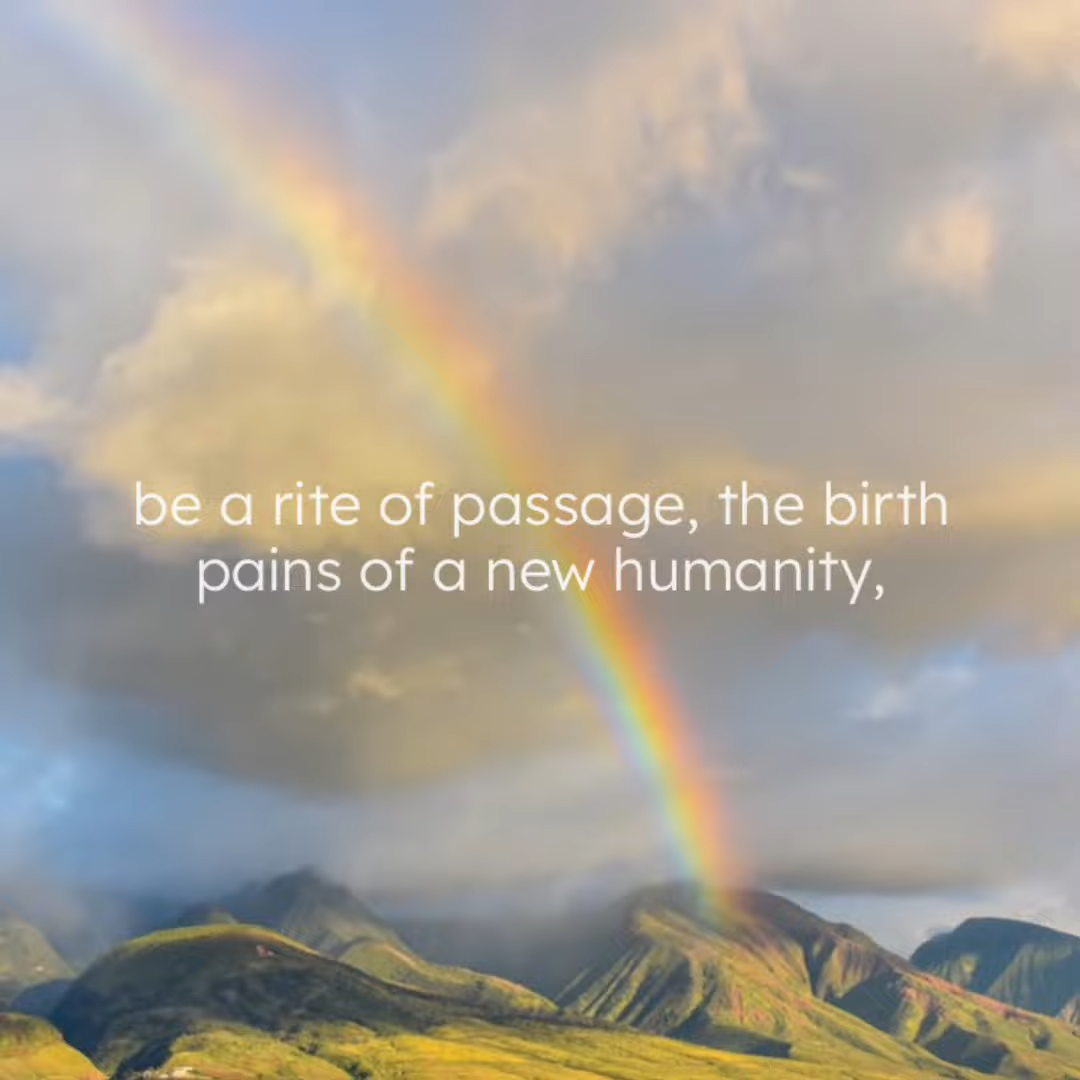 be a rite of passage, the birth
pains of a new humanity,